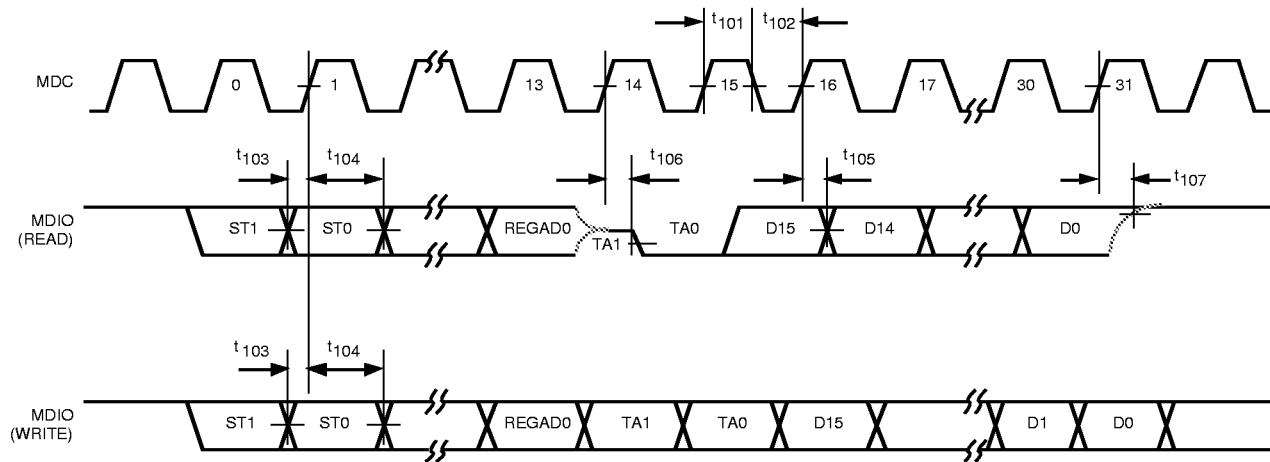 t101 t102
MDC 0 1 13 14 15 16 17 30 31
t103 t104 t106 t105 t107
MDIO
(READ)
ST1 ST0 REGAD0 TA1 TA0 D15 D14 D0
t103 t104
MDIO
(WRITE)
ST1 ST0 REGAD0 TA1 TA0 D15 D1 D0